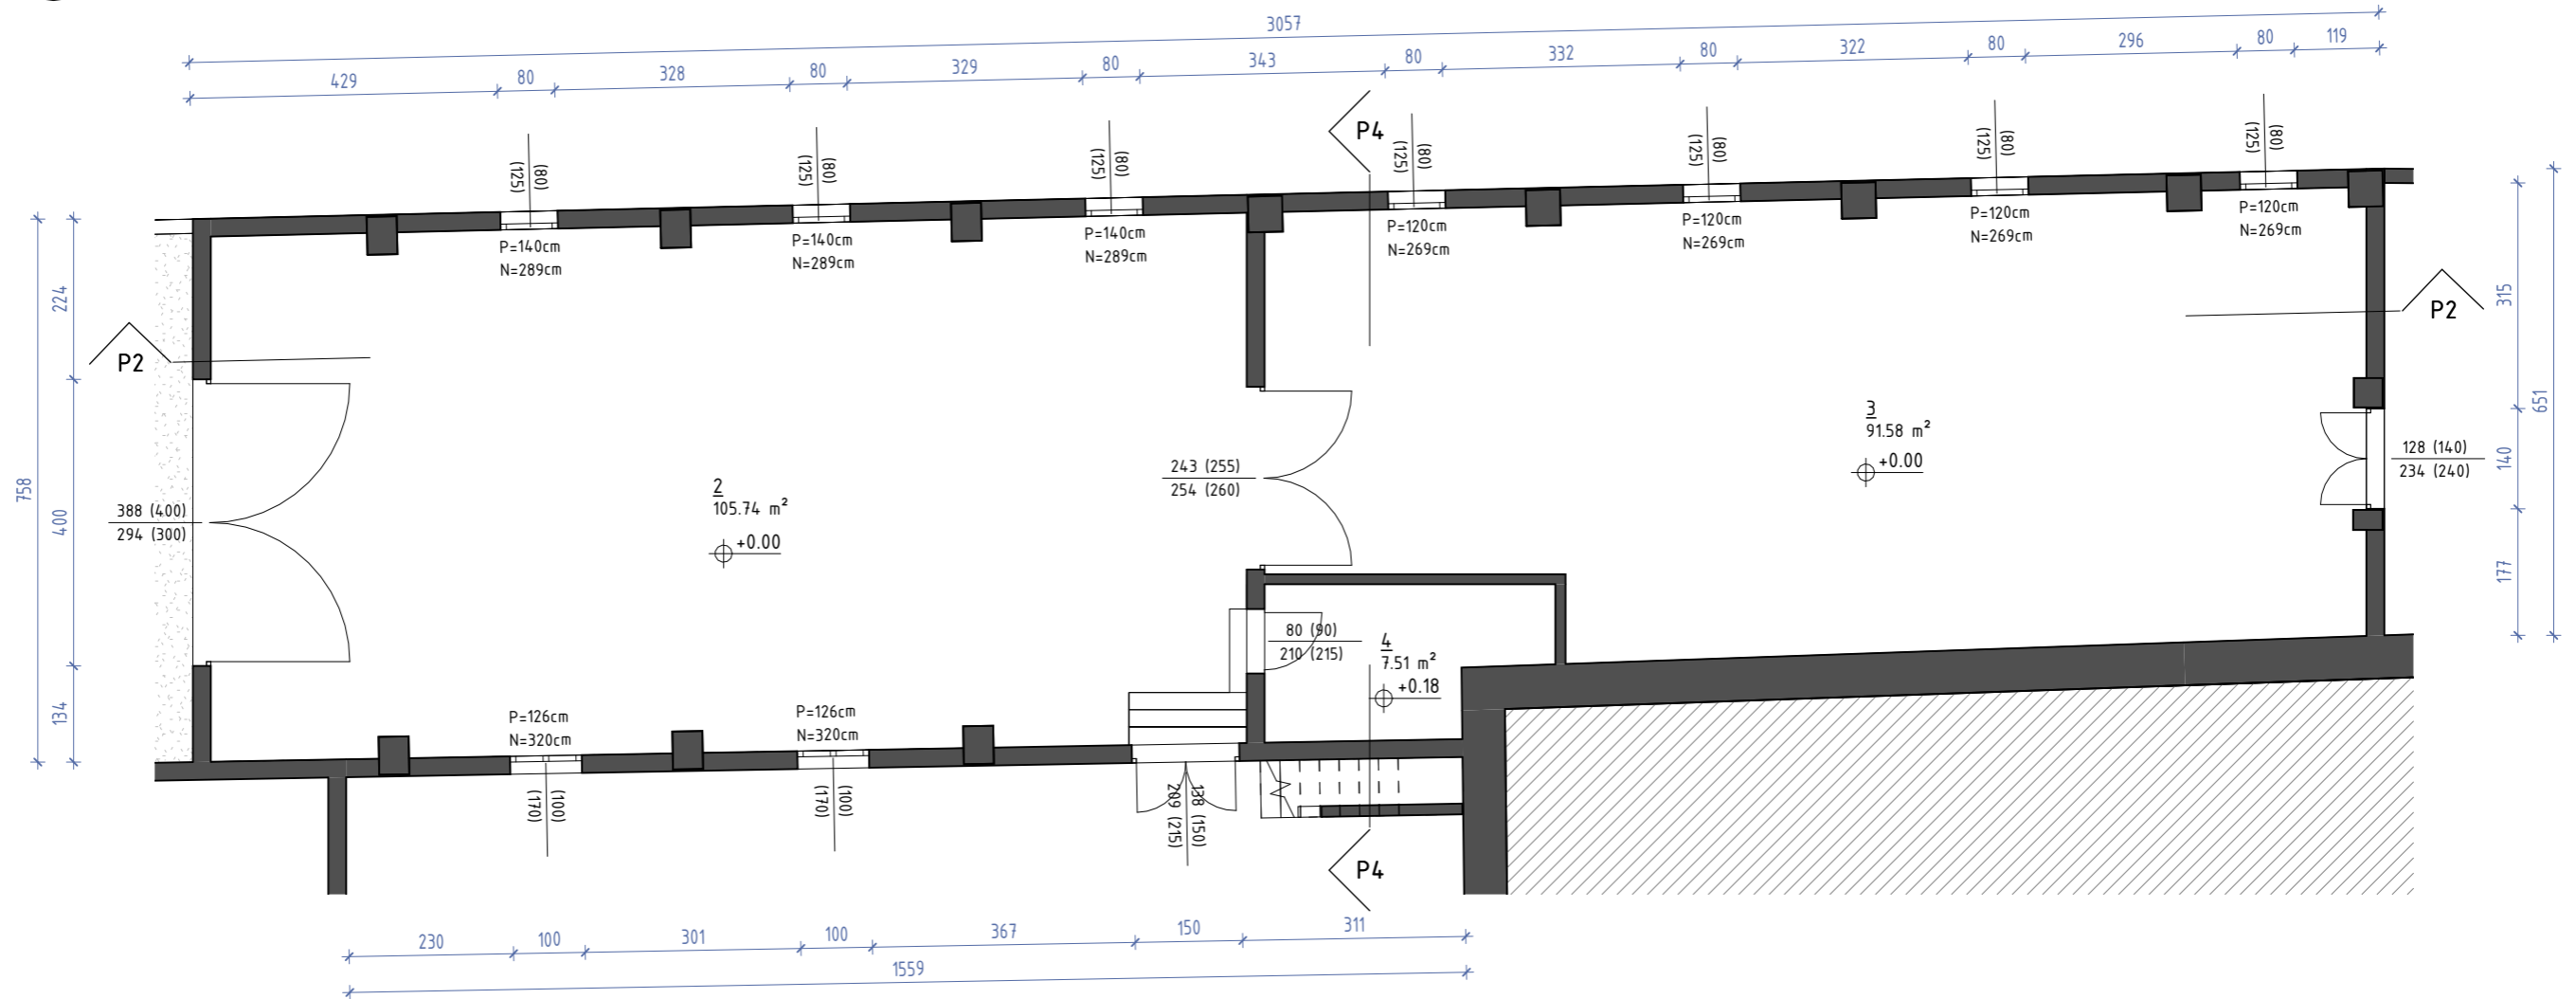 3057
429 80 328 80 329 80 343 80 332 80 322 80 296 80 119
(125) (80)
(125) (80)
(125) (80)
P4
(125) (80)
(125) (80)
(125) (80)
(125) (80)
P=140cm
N=289cm
P=140cm
N=289cm
P=140cm
N=289cm
P=120cm
N=269cm
P=120cm
N=269cm
P=120cm
N=269cm
P=120cm
N=269cm
758
224
400
134
P2
388 (400)
294 (300)
2
105.74 m²
+0.00
243 (255)
254 (260)
3
91.58 m²
+0.00
P2
128 (140)
234 (240)
315
140
177
651
80 (90)
210 (215)
4
7.51 m²
+0.18
P=126cm
N=320cm
P=126cm
N=320cm
(170) (100)
(170) (100)
209 (215)
138 (150)
P4
230 100 301 100 367 150 311
1559